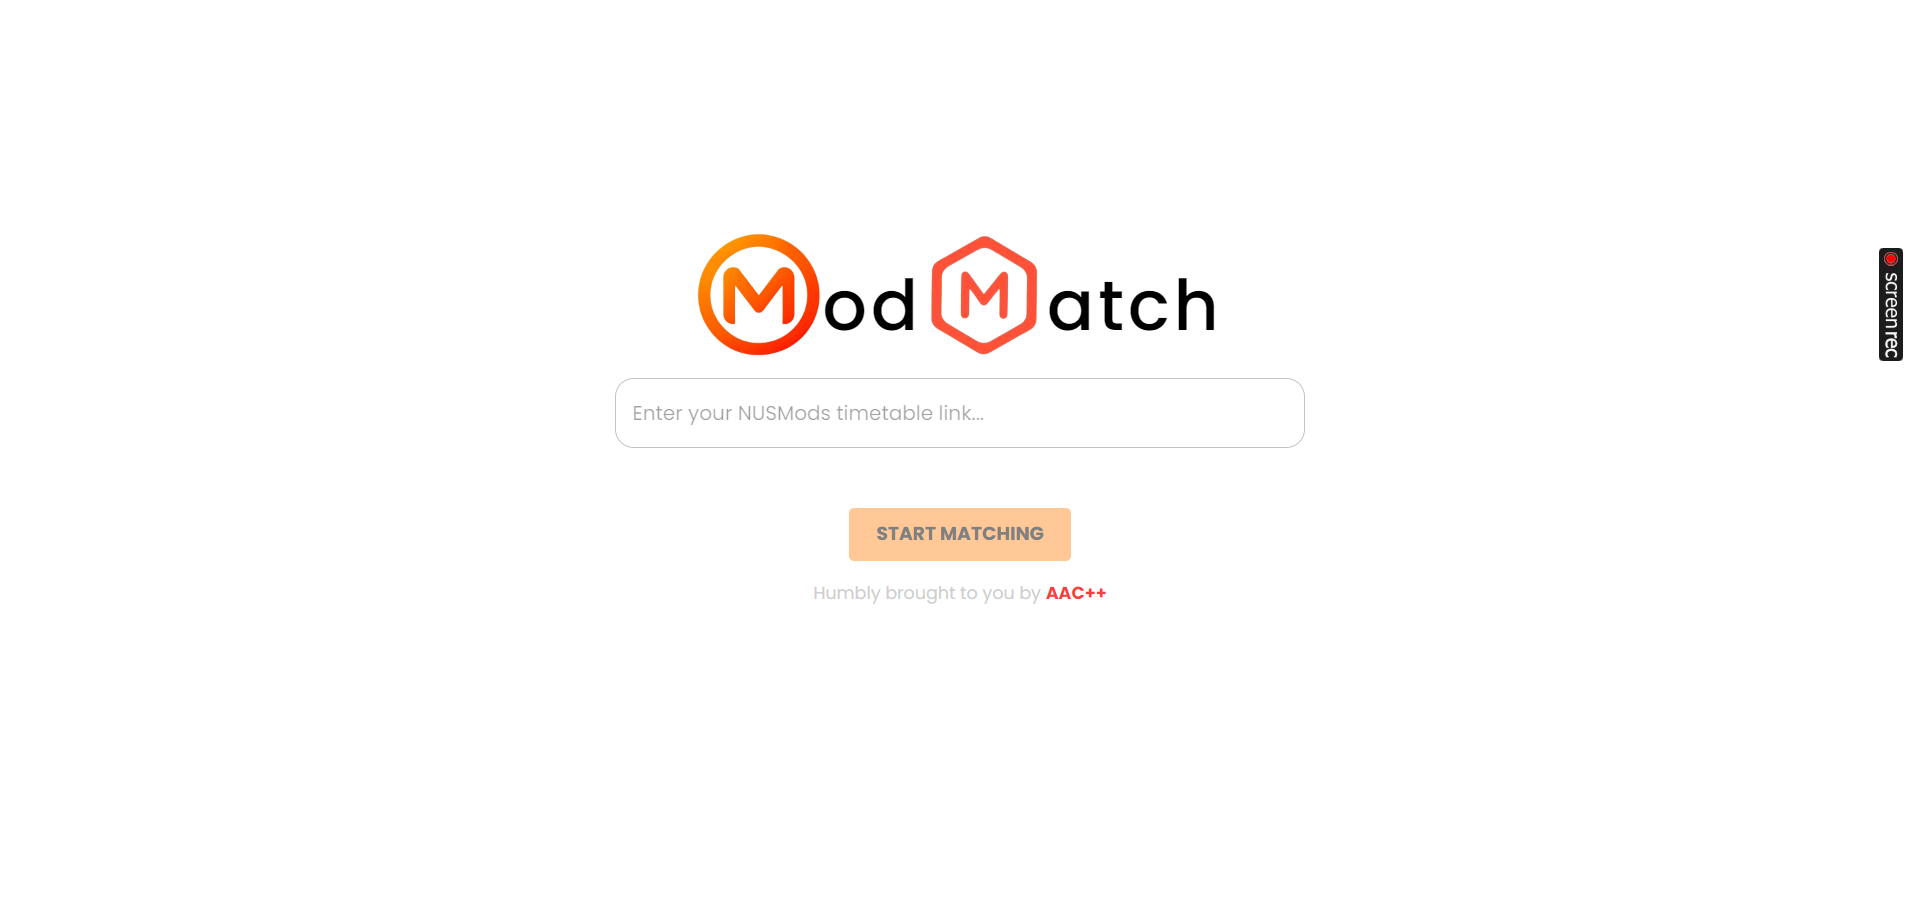 ModMatch
Enter your NUSMods timetable link...
START MATCHING
Humbly brought to you by AAC++
screenrec